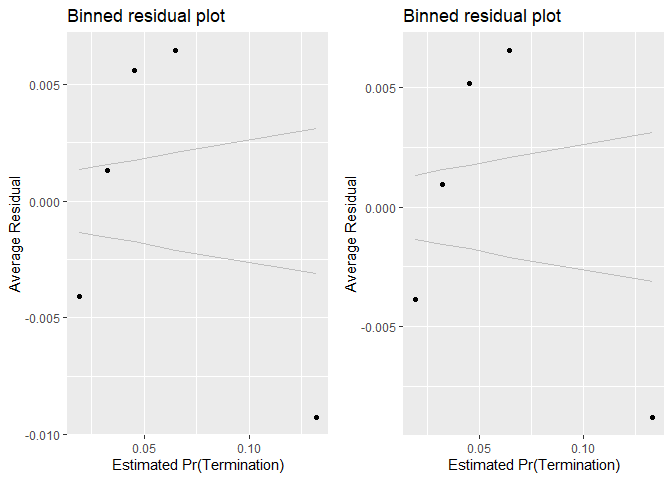 Binned residual plot
0.005
0.000
-0.005
-0.010
Average Residual
0.05 0.10
Estimated Pr(Termination)
Binned residual plot
0.005
0.000
-0.005
Average Residual
0.05 0.10
Estimated Pr(Termination)